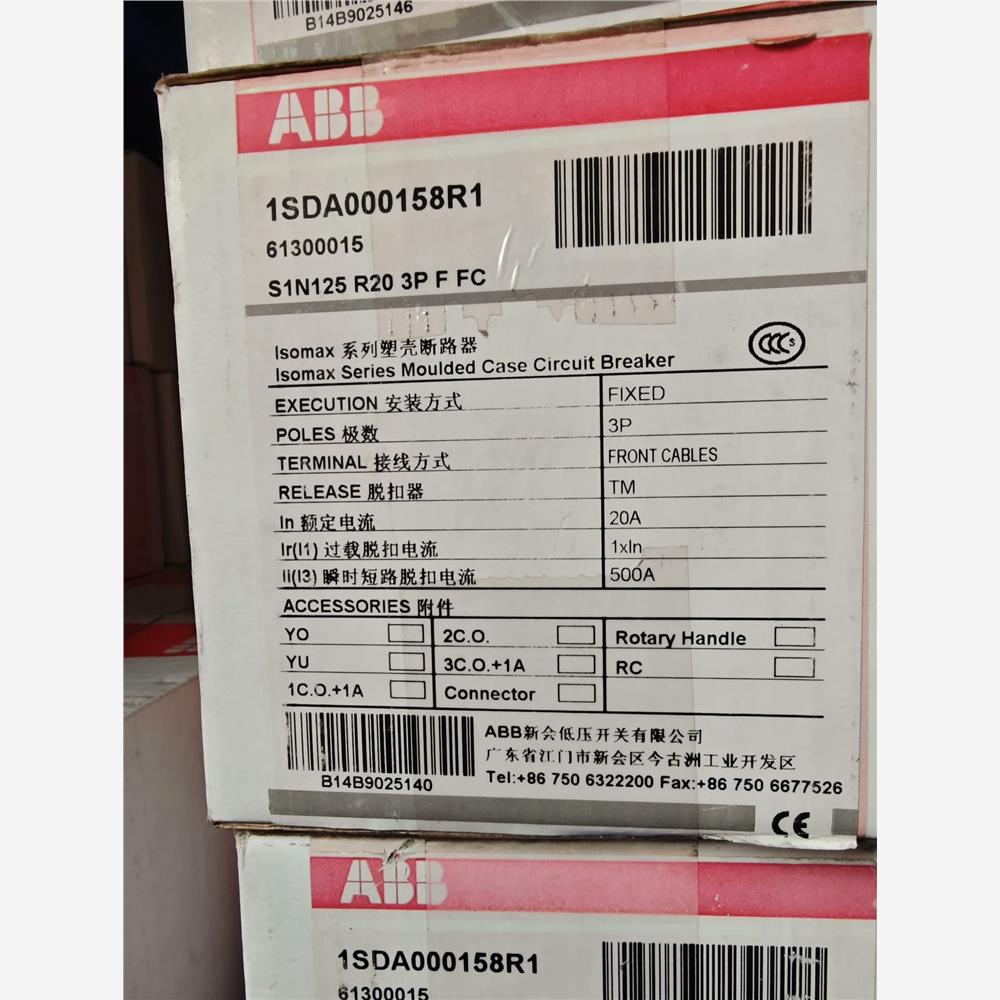 B14B9025146
ABB
1SDA000158R1
61300015
S1N125 R20 3P F FC
Isomax 系列塑壳断路器
Isomax Series Moulded Case Circuit Breaker
CCC S
EXECUTION 安装方式 FIXED
POLES 极数 3P
TERMINAL 接线方式 FRONT CABLES
RELEASE 脱扣器 TM
In 额定电流 20A
Ir(I1) 过载脱扣电流 1xIn
Ii(I3) 瞬时短路脱扣电流 500A
ACCESSORIES 附件
YO 2C.O. Rotary Handle
YU 3C.O.+1A RC
1C.O.+1A Connector
ABB新会低压开关有限公司
广东省江门市新会区今古洲工业开发区
Tel:+86 750 6322200 Fax:+86 750 6677526
B14B9025140
CE
ABB
1SDA000158R1
61300015